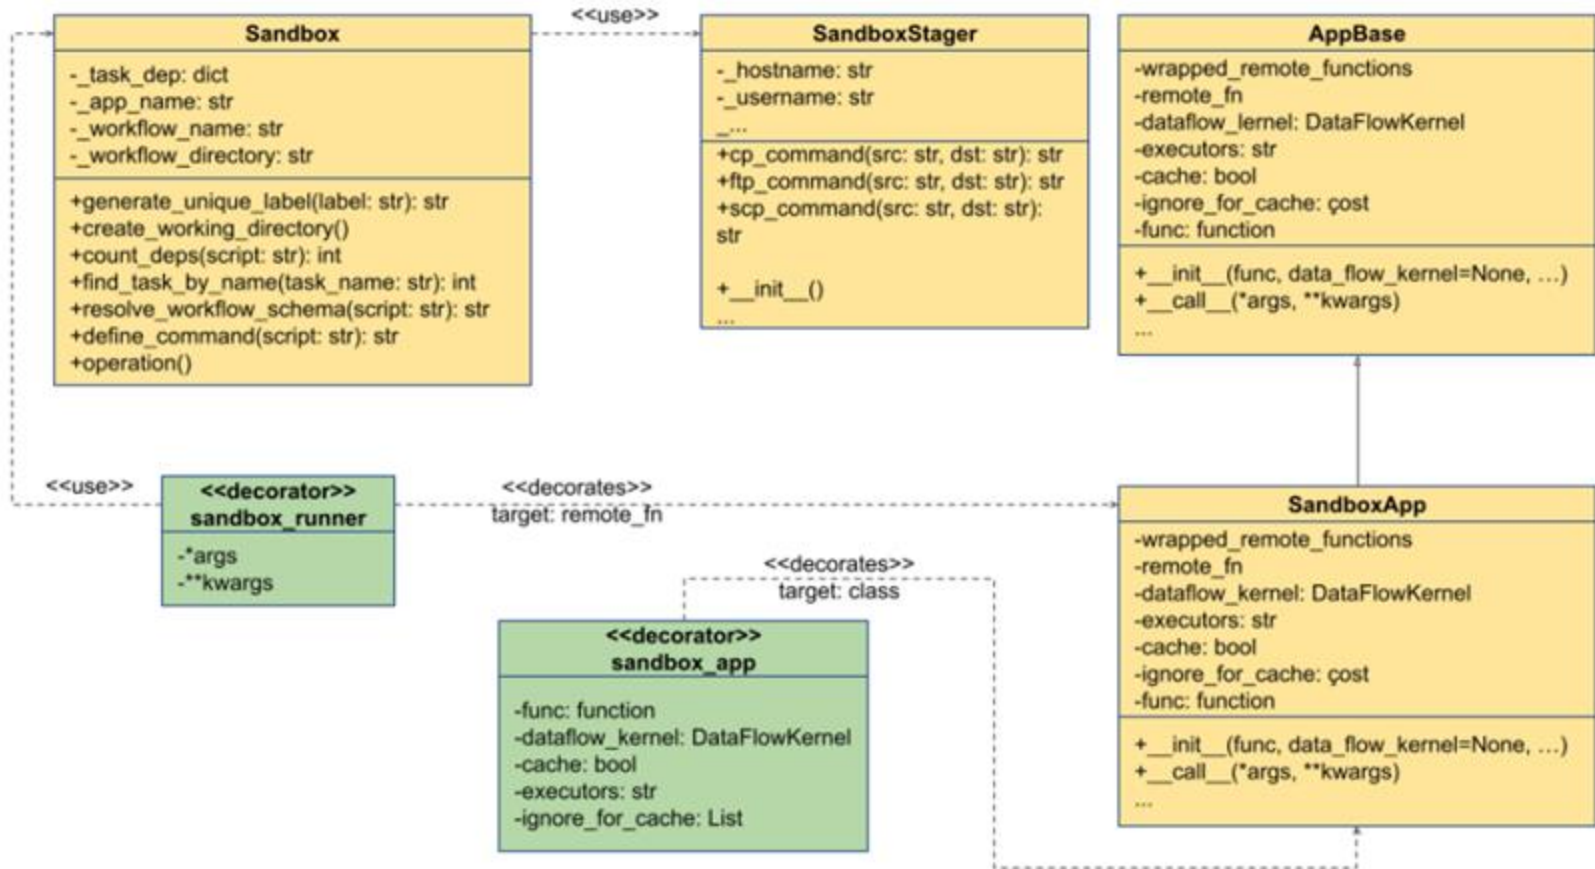 <<use>>
Sandbox
-_task_dep: dict
-_app_name: str
-_workflow_name: str
-_workflow_directory: str
+generate_unique_label(label: str): str
+create_working_directory()
+count_deps(script: str): int
+find_task_by_name(task_name: str): int
+resolve_workflow_schema(script: str): str
+define_command(script: str): str
+operation()
SandboxStager
-_hostname: str
-_username: str
_...
+cp_command(src: str, dst: str): str
+ftp_command(src: str, dst: str): str
+scp_command(src: str, dst: str):
str
+__init__()
...
AppBase
-wrapped_remote_functions
-remote_fn
-dataflow_lernel: DataFlowKernel
-executors: str
-cache: bool
-ignore_for_cache: çost
-func: function
+__init__(func, data_flow_kernel=None, ...)
+__call__(*args, **kwargs)
...
<<use>>
<<decorator>>
sandbox_runner
-*args
-**kwargs
<<decorates>>
target: remote_fn
<<decorates>>
target: class
<<decorator>>
sandbox_app
-func: function
-dataflow_kernel: DataFlowKernel
-cache: bool
-executors: str
-ignore_for_cache: List
SandboxApp
-wrapped_remote_functions
-remote_fn
-dataflow_kernel: DataFlowKernel
-executors: str
-cache: bool
-ignore_for_cache: çost
-func: function
+__init__(func, data_flow_kernel=None, ...)
+__call__(*args, **kwargs)
...